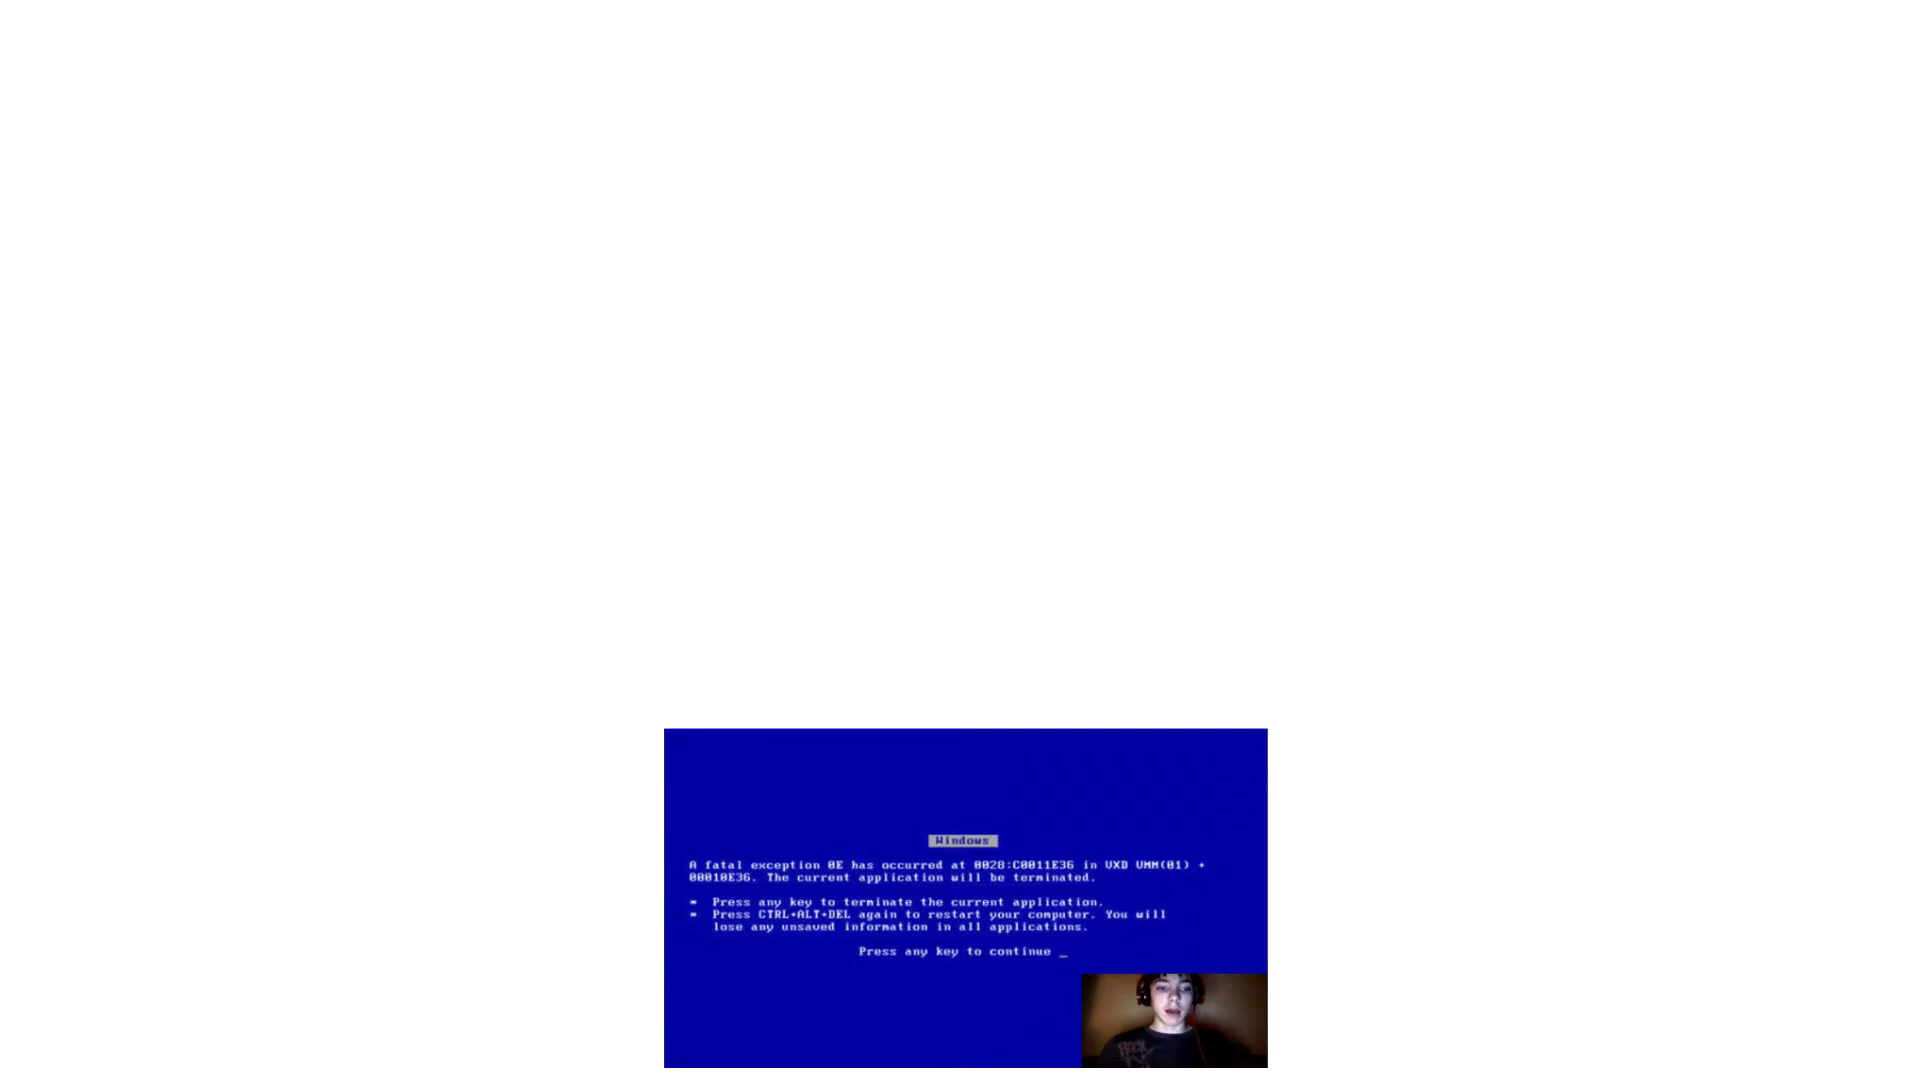 Windows
A fatal exception 0E has occurred at 0028:C0011E36 in VXD VMM(01) +
00010E36. The current application will be terminated.
* Press any key to terminate the current application.
* Press CTRL+ALT+DEL again to restart your computer. You will
lose any unsaved information in all applications.
Press any key to continue _
ROCK